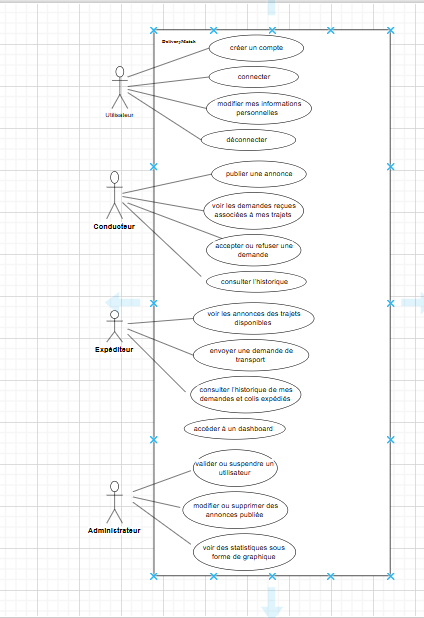 DeliveryMatch
créer un compte
connecter
modifier mes informations
personnelles
déconnecter
Utilisateur
publier une annonce
voir les demandes reçues
associées à mes trajets
accepter ou refuser une
demande
consulter l'historique
Conducteur
voir les annonces des trajets
disponibles
envoyer une demande de
transport
consulter l'historique de mes
demandes et colis expédiés
Expéditeur
accéder à un dashboard
valider ou suspendre un
utilisateur
modifier ou supprimer des
annonces publiée
voir des statistiques sous
forme de graphique
Administrateur